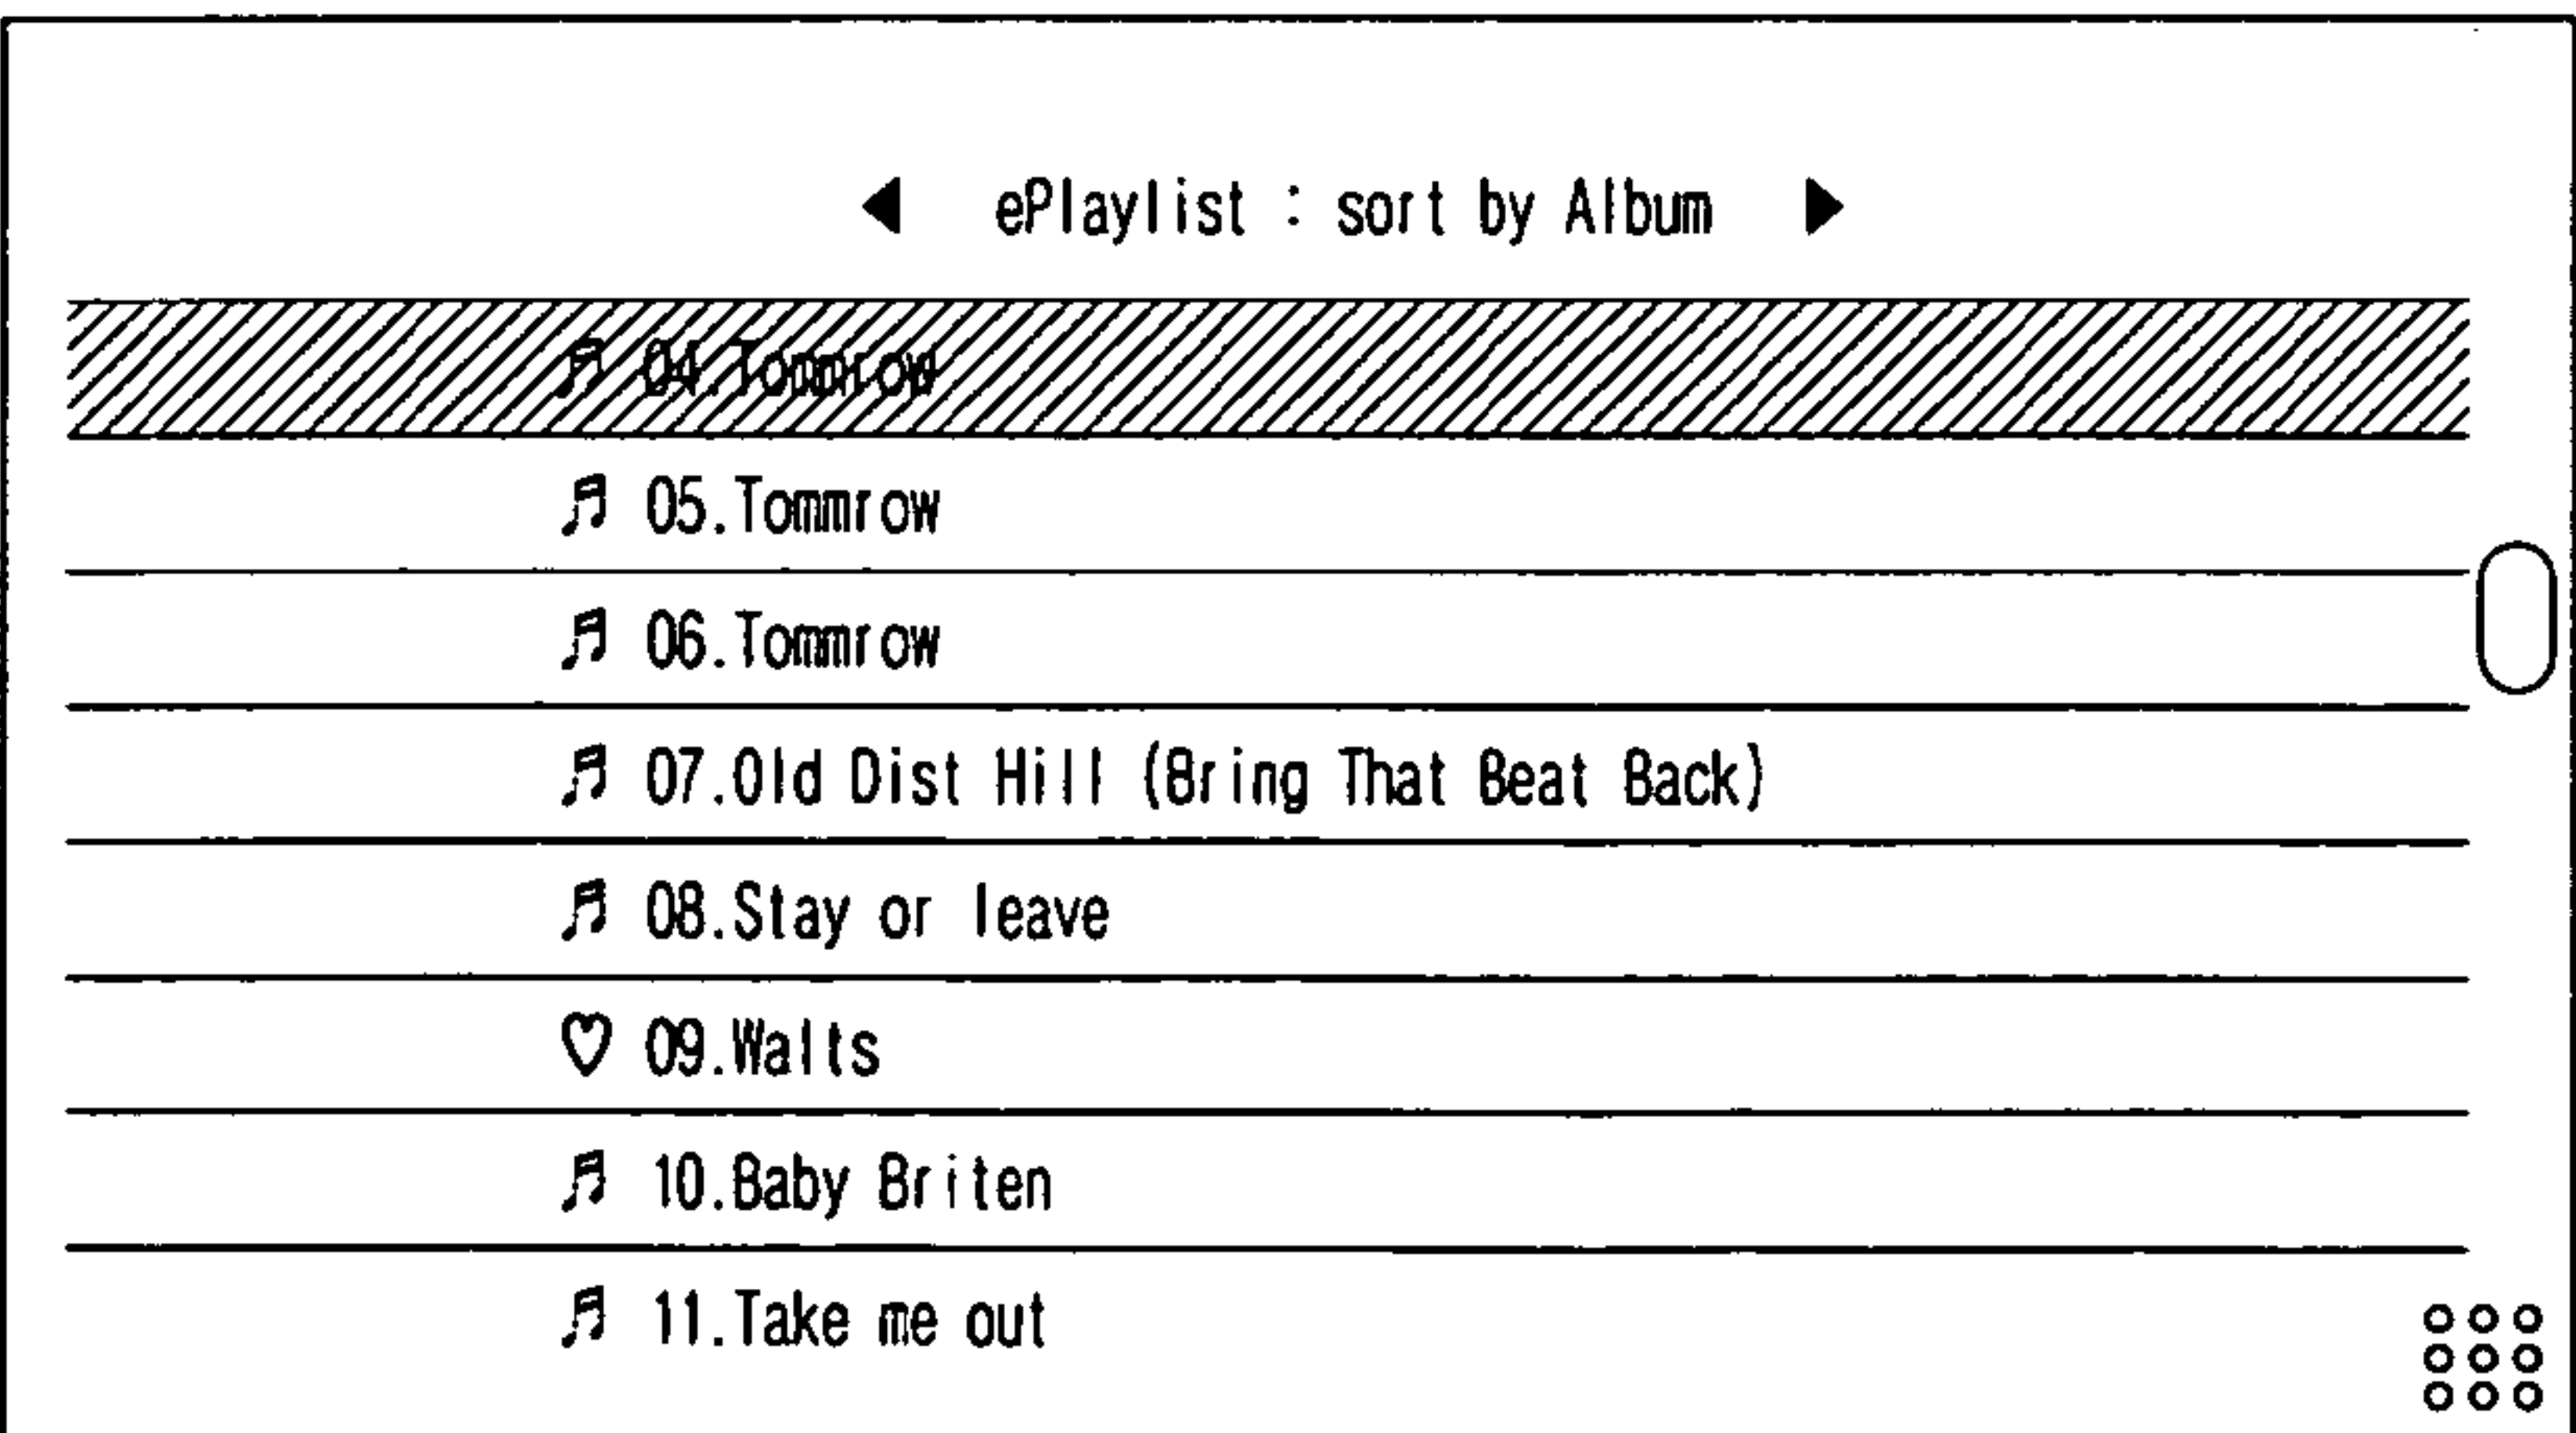 ◀ ePlaylist : sort by Album ▶
♬ 04.Tommrow
♬ 05.Tommrow
♬ 06.Tommrow
♬ 07.Old Dist Hill (Bring That Beat Back)
♬ 08.Stay or leave
♡ 09.Walts
♬ 10.Baby Briten
♬ 11.Take me out